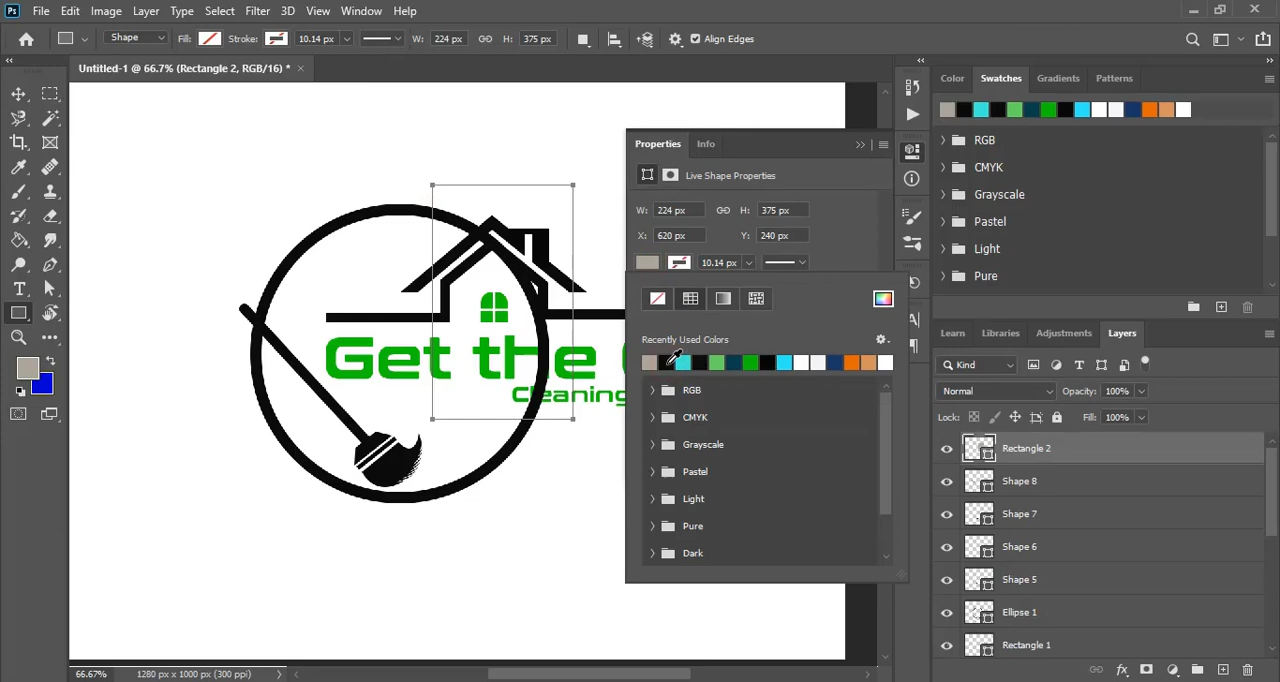 Ps File Edit Image Layer Type Select Filter 3D View Window Help
Shape Fill: Stroke: 10.14 px W: 224 px H: 375 px Align Edges
Untitled-1 @ 66.7% (Rectangle 2, RGB/16) * ×
Color Swatches Gradients Patterns
RGB
CMYK
Grayscale
Pastel
Light
Pure
Properties Info
Live Shape Properties
W: 224 px H: 375 px
X: 620 px Y: 240 px
10.14 px
Recently Used Colors
RGB
CMYK
Grayscale
Pastel
Light
Pure
Dark
Get the
Cleaning
Learn Libraries Adjustments Layers
Kind
Normal Opacity: 100%
Lock: Fill: 100%
Rectangle 2
Shape 8
Shape 7
Shape 6
Shape 5
Ellipse 1
Rectangle 1
66.67% 1280 px x 1000 px (300 ppi)